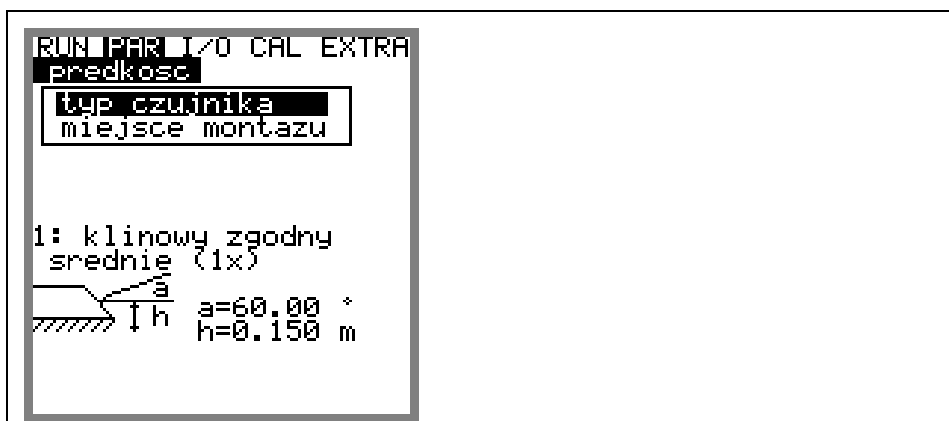 RUN PAR I/O CAL EXTRA
predkosc
typ czujnika
miejsce montazu
1: klinowy zgodny
srednie (1x)
a
h
a=60.00 °
h=0.150 m